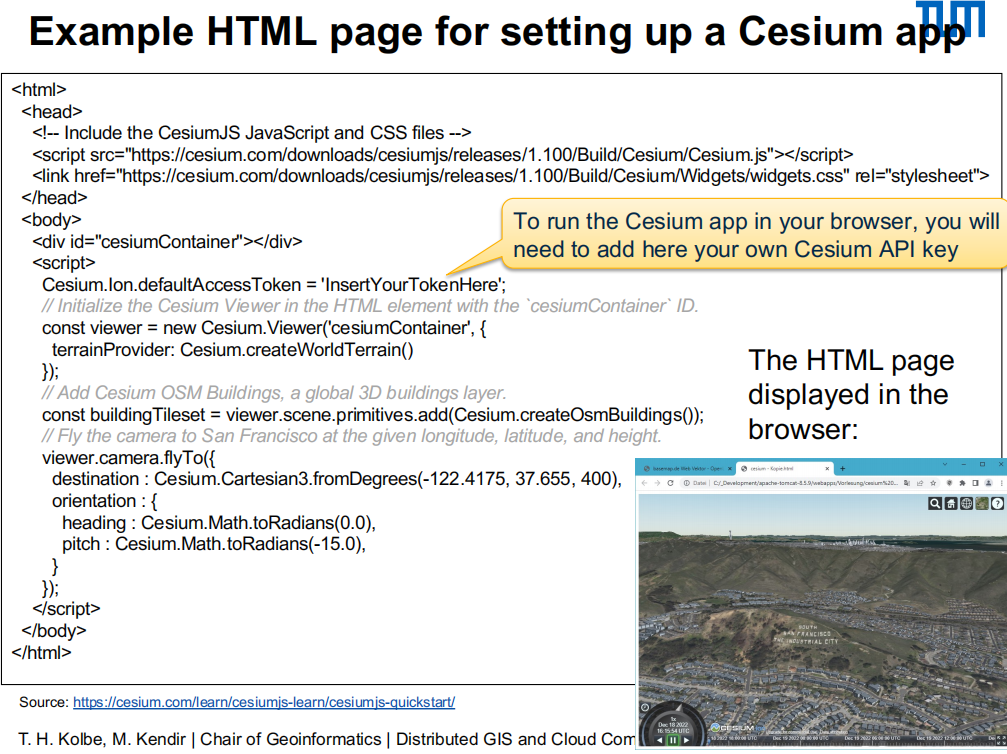 TUM
Example HTML page for setting up a Cesium app
<html>
<head>
<!-- Include the CesiumJS JavaScript and CSS files -->
<script src="https://cesium.com/downloads/cesiumjs/releases/1.100/Build/Cesium/Cesium.js"></script>
<link href="https://cesium.com/downloads/cesiumjs/releases/1.100/Build/Cesium/Widgets/widgets.css" rel="stylesheet">
</head>
<body>
<div id="cesiumContainer"></div>
<script>
Cesium.Ion.defaultAccessToken = 'InsertYourTokenHere';
// Initialize the Cesium Viewer in the HTML element with the `cesiumContainer` ID.
const viewer = new Cesium.Viewer('cesiumContainer', {
terrainProvider: Cesium.createWorldTerrain()
});
// Add Cesium OSM Buildings, a global 3D buildings layer.
const buildingTileset = viewer.scene.primitives.add(Cesium.createOsmBuildings());
// Fly the camera to San Francisco at the given longitude, latitude, and height.
viewer.camera.flyTo({
destination : Cesium.Cartesian3.fromDegrees(-122.4175, 37.655, 400),
orientation : {
heading : Cesium.Math.toRadians(0.0),
pitch : Cesium.Math.toRadians(-15.0),
}
});
</script>
</body>
</html>
To run the Cesium app in your browser, you will
need to add here your own Cesium API key
The HTML page
displayed in the
browser:
cesium - Kopie.html
Datei C:/_Development/apache-tomcat-8.5.9/webapps/Vorlesung/cesium%20...
SOUTH
SAN FRANCISCO
THE INDUSTRIAL CITY
1x
Dec 18 2022
16:15:54 UTC
CESIUM
Source: https://cesium.com/learn/cesiumjs-learn/cesiumjs-quickstart/
T. H. Kolbe, M. Kendir | Chair of Geoinformatics | Distributed GIS and Cloud Com